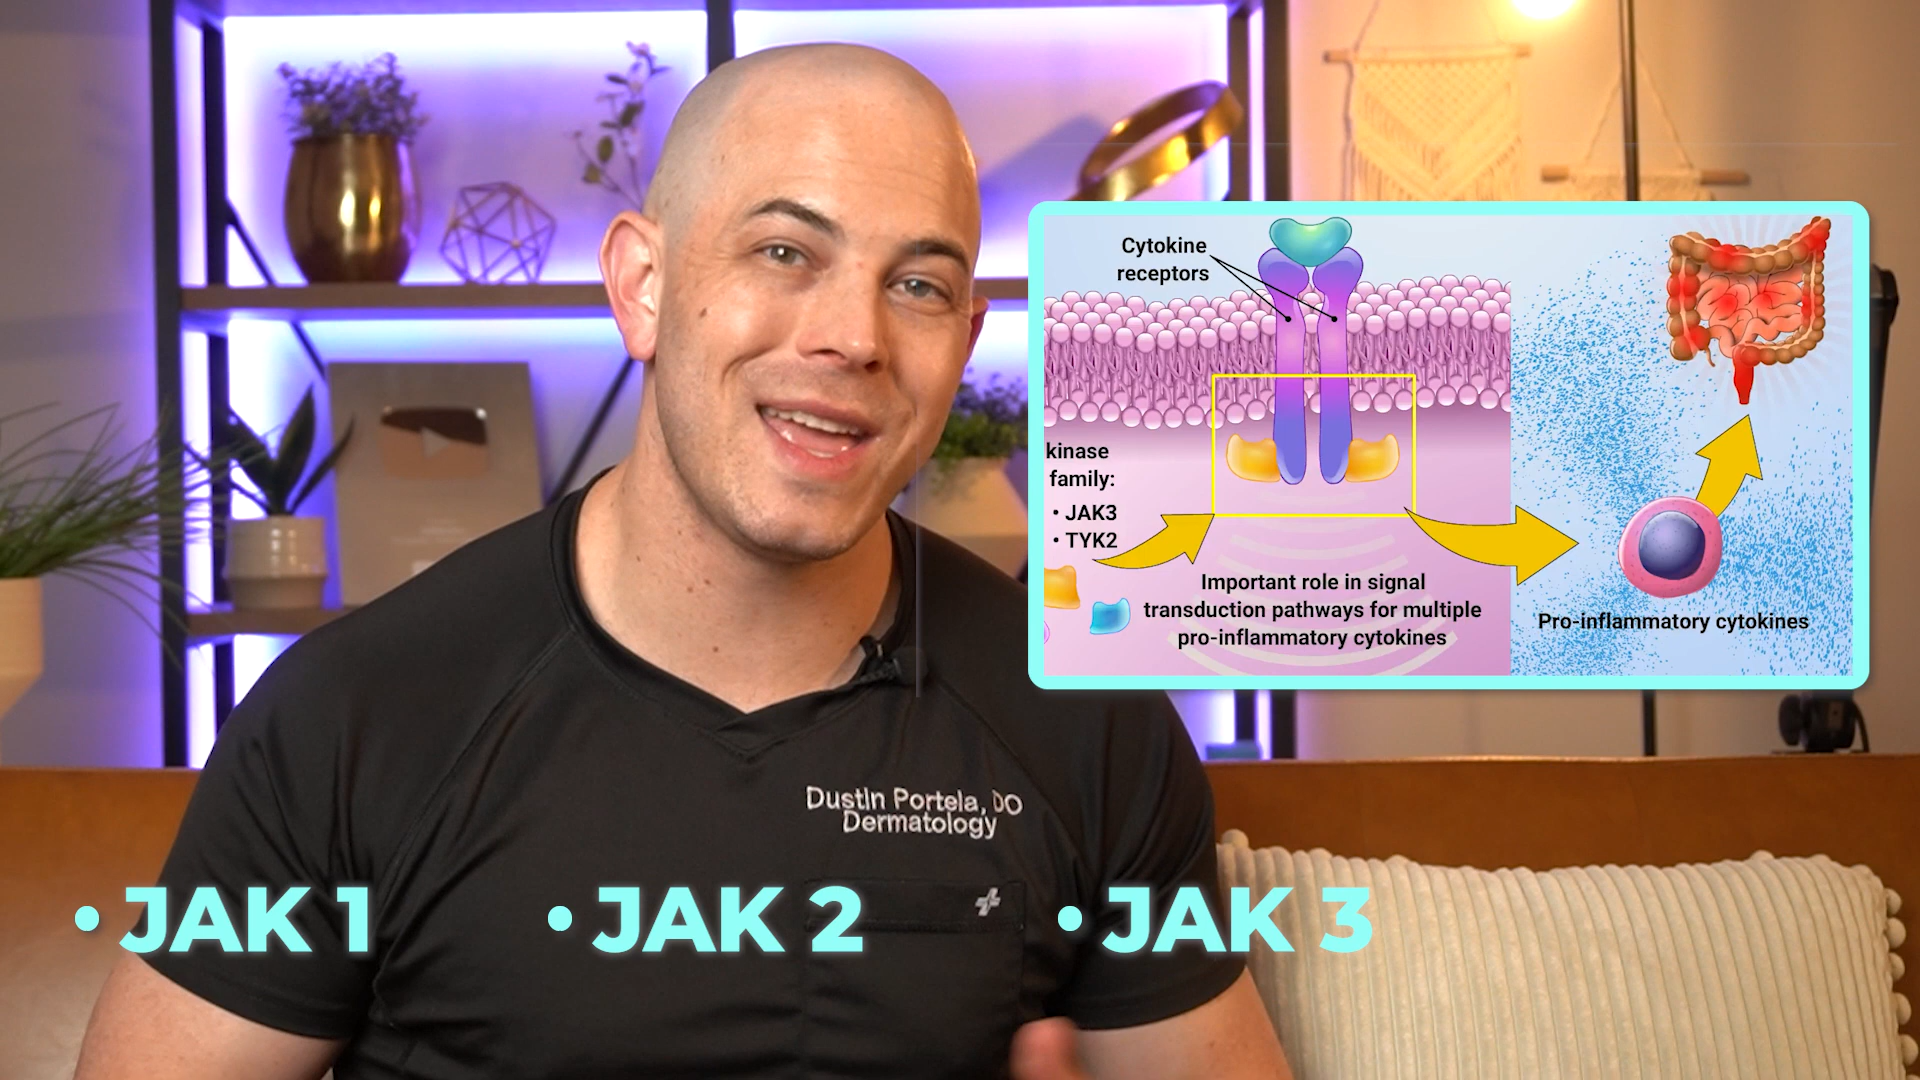 Cytokine
receptors
kinase
family:
• JAK3
• TYK2
Important role in signal
transduction pathways for multiple
pro-inflammatory cytokines
Pro-inflammatory cytokines
Dustin Portela, DO
Dermatology
• JAK 1
• JAK 2
• JAK 3